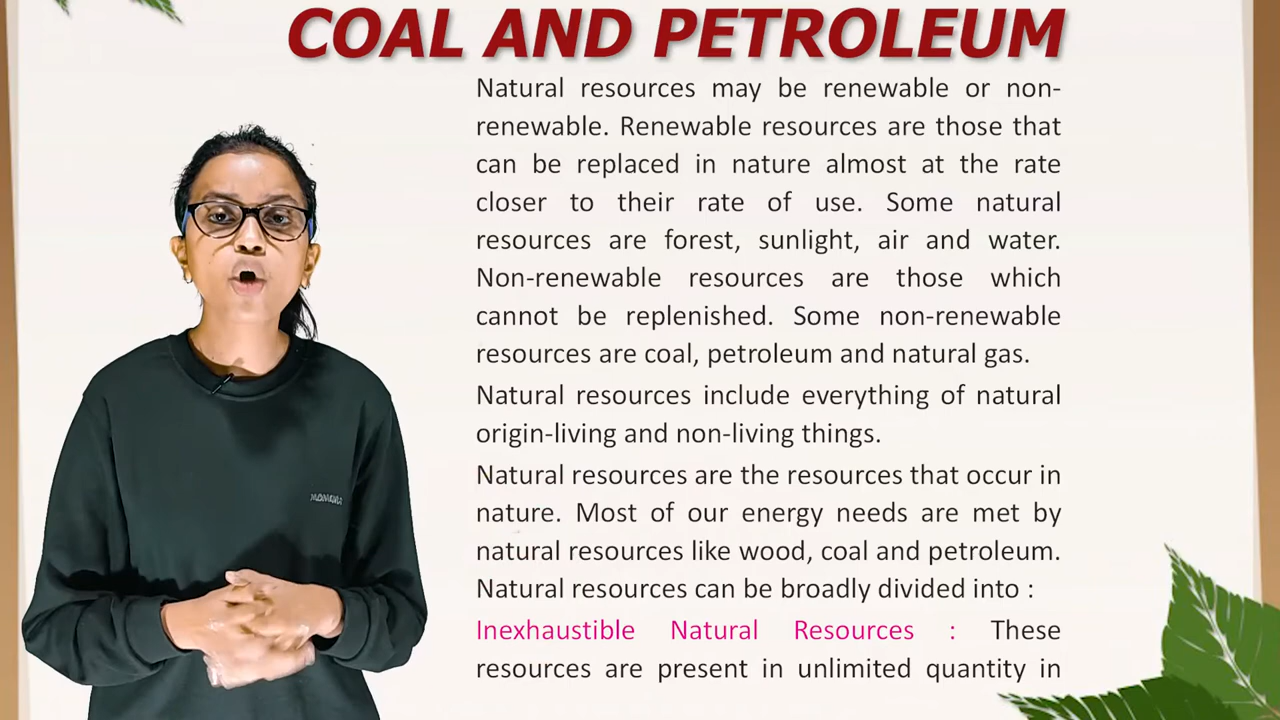 COAL AND PETROLEUM
Natural resources may be renewable or non-
renewable. Renewable resources are those that
can be replaced in nature almost at the rate
closer to their rate of use. Some natural
resources are forest, sunlight, air and water.
Non-renewable resources are those which
cannot be replenished. Some non-renewable
resources are coal, petroleum and natural gas.
Natural resources include everything of natural
origin-living and non-living things.
Natural resources are the resources that occur in
nature. Most of our energy needs are met by
natural resources like wood, coal and petroleum.
Natural resources can be broadly divided into :
Inexhaustible Natural Resources : These
resources are present in unlimited quantity in